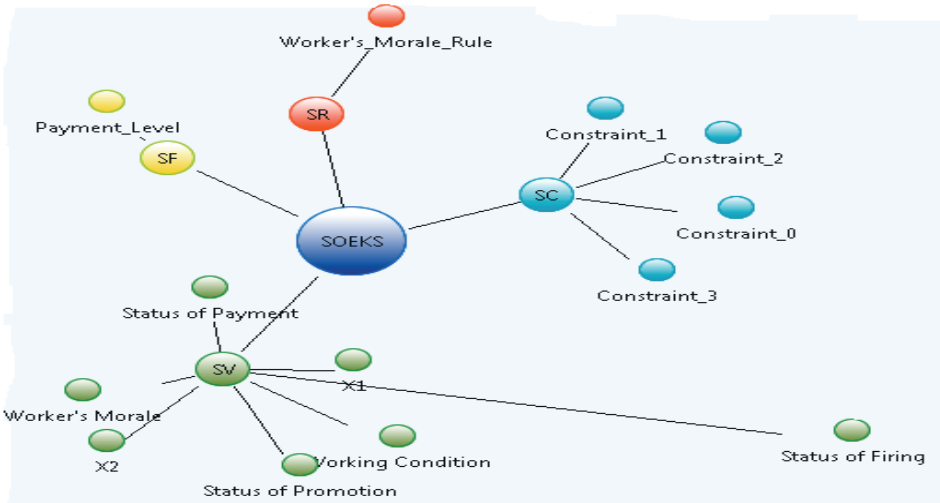 Worker's_Morale_Rule
Payment_Level
SR
SF
Constraint_1
Constraint_2
SC
Constraint_0
SOEKS
Constraint_3
Status of Payment
SV
X1
Worker's Morale
X2
Working Condition
Status of Firing
Status of Promotion